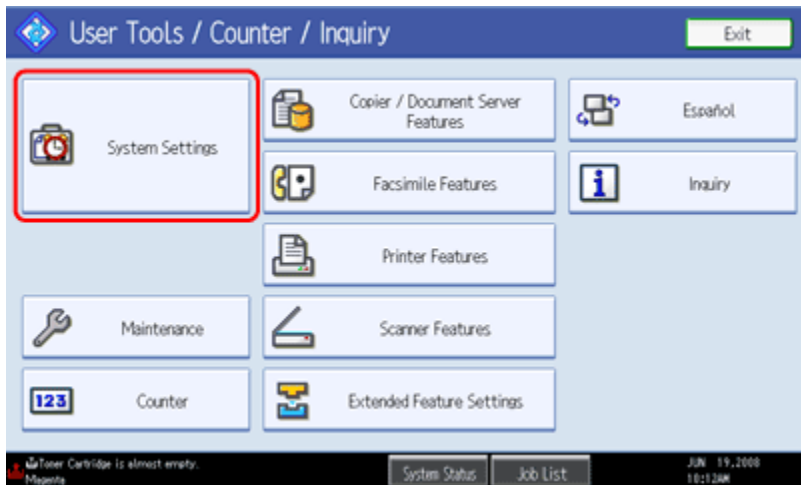 User Tools / Counter / Inquiry
Exit
System Settings
Copier / Document Server
Features
Español
Facsimile Features
Inquiry
Printer Features
Maintenance
Scanner Features
123
Counter
Extended Feature Settings
Toner Cartridge is almost empty.
Magenta
System Status
Job List
JUN 19,2008
10:12AM